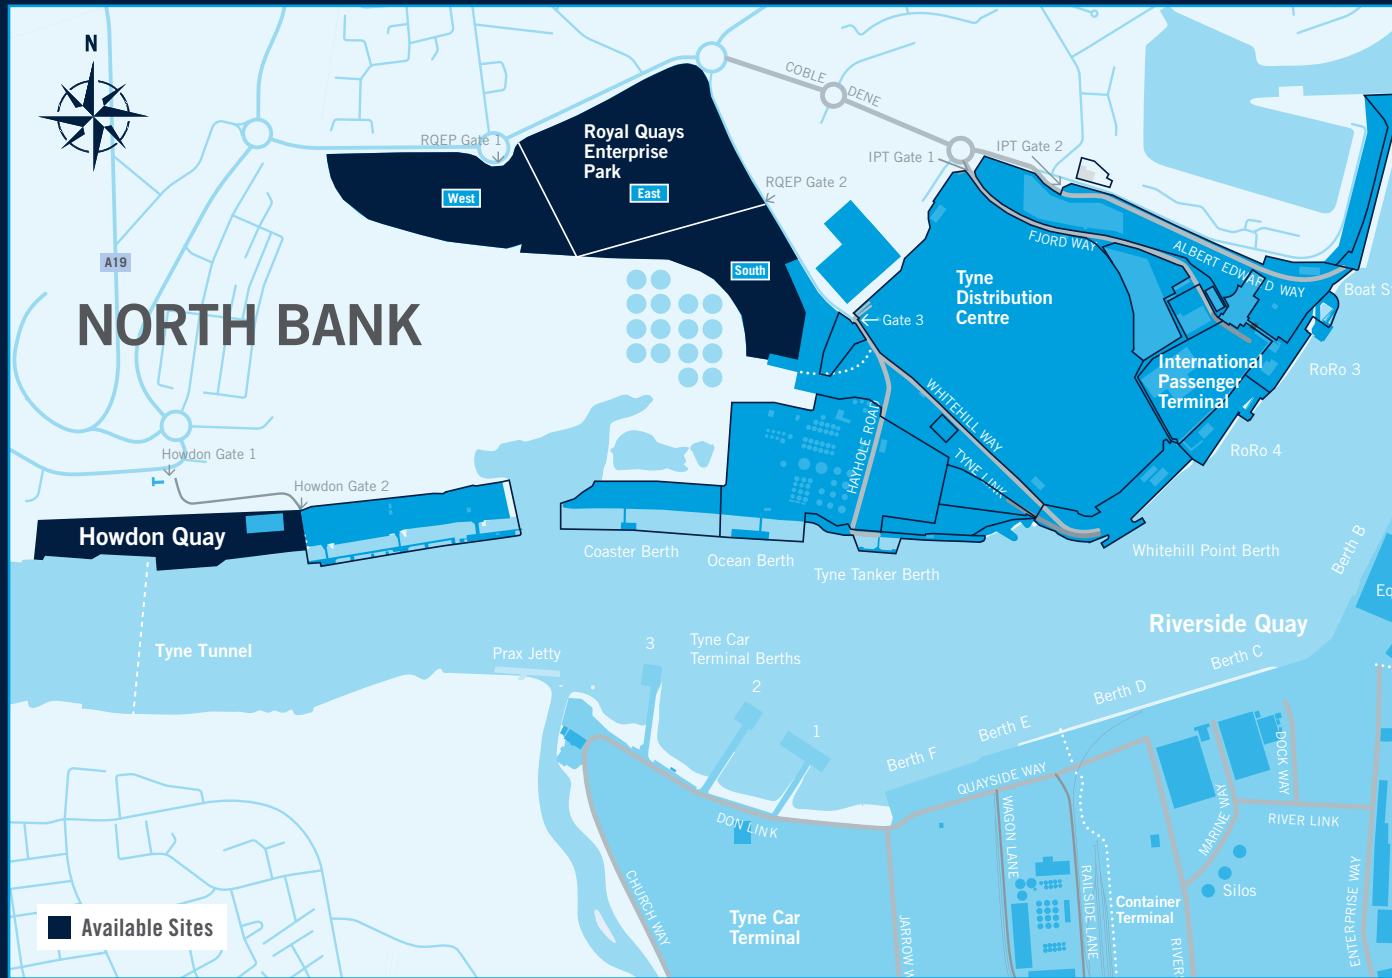 N
COBLE
DENE
RQEP Gate 1
Royal Quays
Enterprise
Park
East
West
South
RQEP Gate 2
IPT Gate 1
IPT Gate 2
FJORD WAY
ALBERT EDWARD WAY
A19
NORTH BANK
Tyne
Distribution
Centre
Gate 3
International
Passenger
Terminal
Boat S
RoRo 3
RoRo 4
WHITEHILL WAY
TYNE LINK
HAYHOLE ROAD
Howdon Gate 1
Howdon Gate 2
Howdon Quay
Coaster Berth
Ocean Berth
Tyne Tanker Berth
Whitehill Point Berth
Berth B
Eq
Riverside Quay
Berth C
Berth D
Berth E
Berth F
Tyne Tunnel
Prax Jetty
Tyne Car
Terminal Berths
3
2
1
QUAYSIDE WAY
DON LINK
CHURCH WAY
WAGON LANE
RAILSIDE LANE
MARINE WAY
DOCK WAY
RIVER LINK
ENTERPRISE WAY
Silos
Container
Terminal
Tyne Car
Terminal
JARROW W
RIVERS
Available Sites